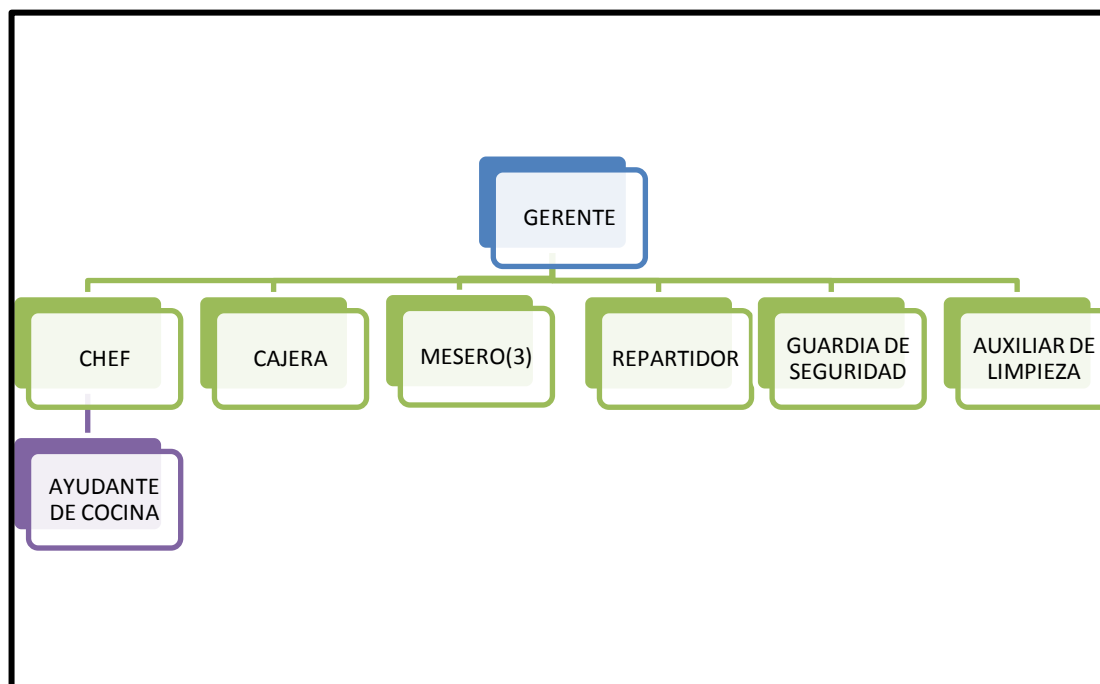 GERENTE
CHEF
CAJERA
MESERO(3)
REPARTIDOR
GUARDIA DE
SEGURIDAD
AUXILIAR DE
LIMPIEZA
AYUDANTE
DE COCINA